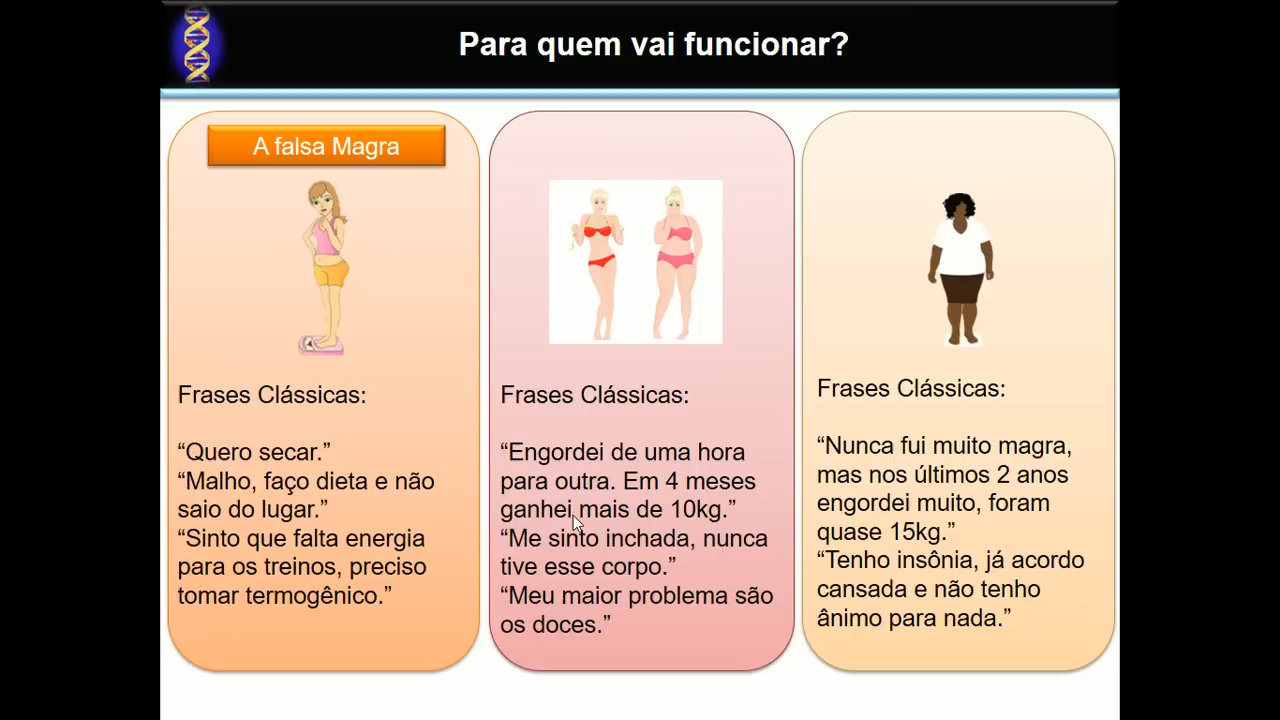 Para quem vai funcionar?
A falsa Magra
Frases Clássicas:
“Quero secar.”
“Malho, faço dieta e não
saio do lugar.”
“Sinto que falta energia
para os treinos, preciso
tomar termogênico.”
Frases Clássicas:
“Engordei de uma hora
para outra. Em 4 meses
ganhei mais de 10kg.”
“Me sinto inchada, nunca
tive esse corpo.”
“Meu maior problema são
os doces.”
Frases Clássicas:
“Nunca fui muito magra,
mas nos últimos 2 anos
engordei muito, foram
quase 15kg.”
“Tenho insônia, já acordo
cansada e não tenho
ânimo para nada.”